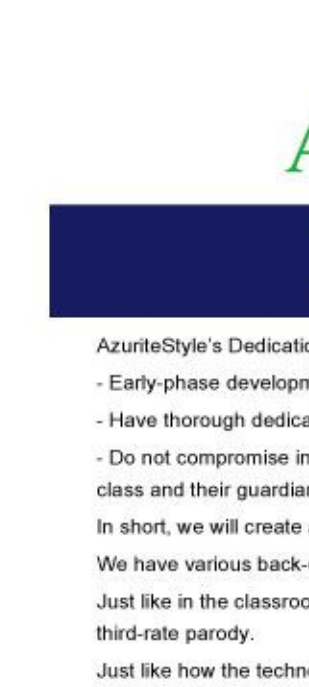 A
AzuriteStyle's Dedicatio
- Early-phase developm
- Have thorough dedica
- Do not compromise in
class and their guardian
In short, we will create
We have various back-
Just like in the classroo
third-rate parody.
Just like how the techn